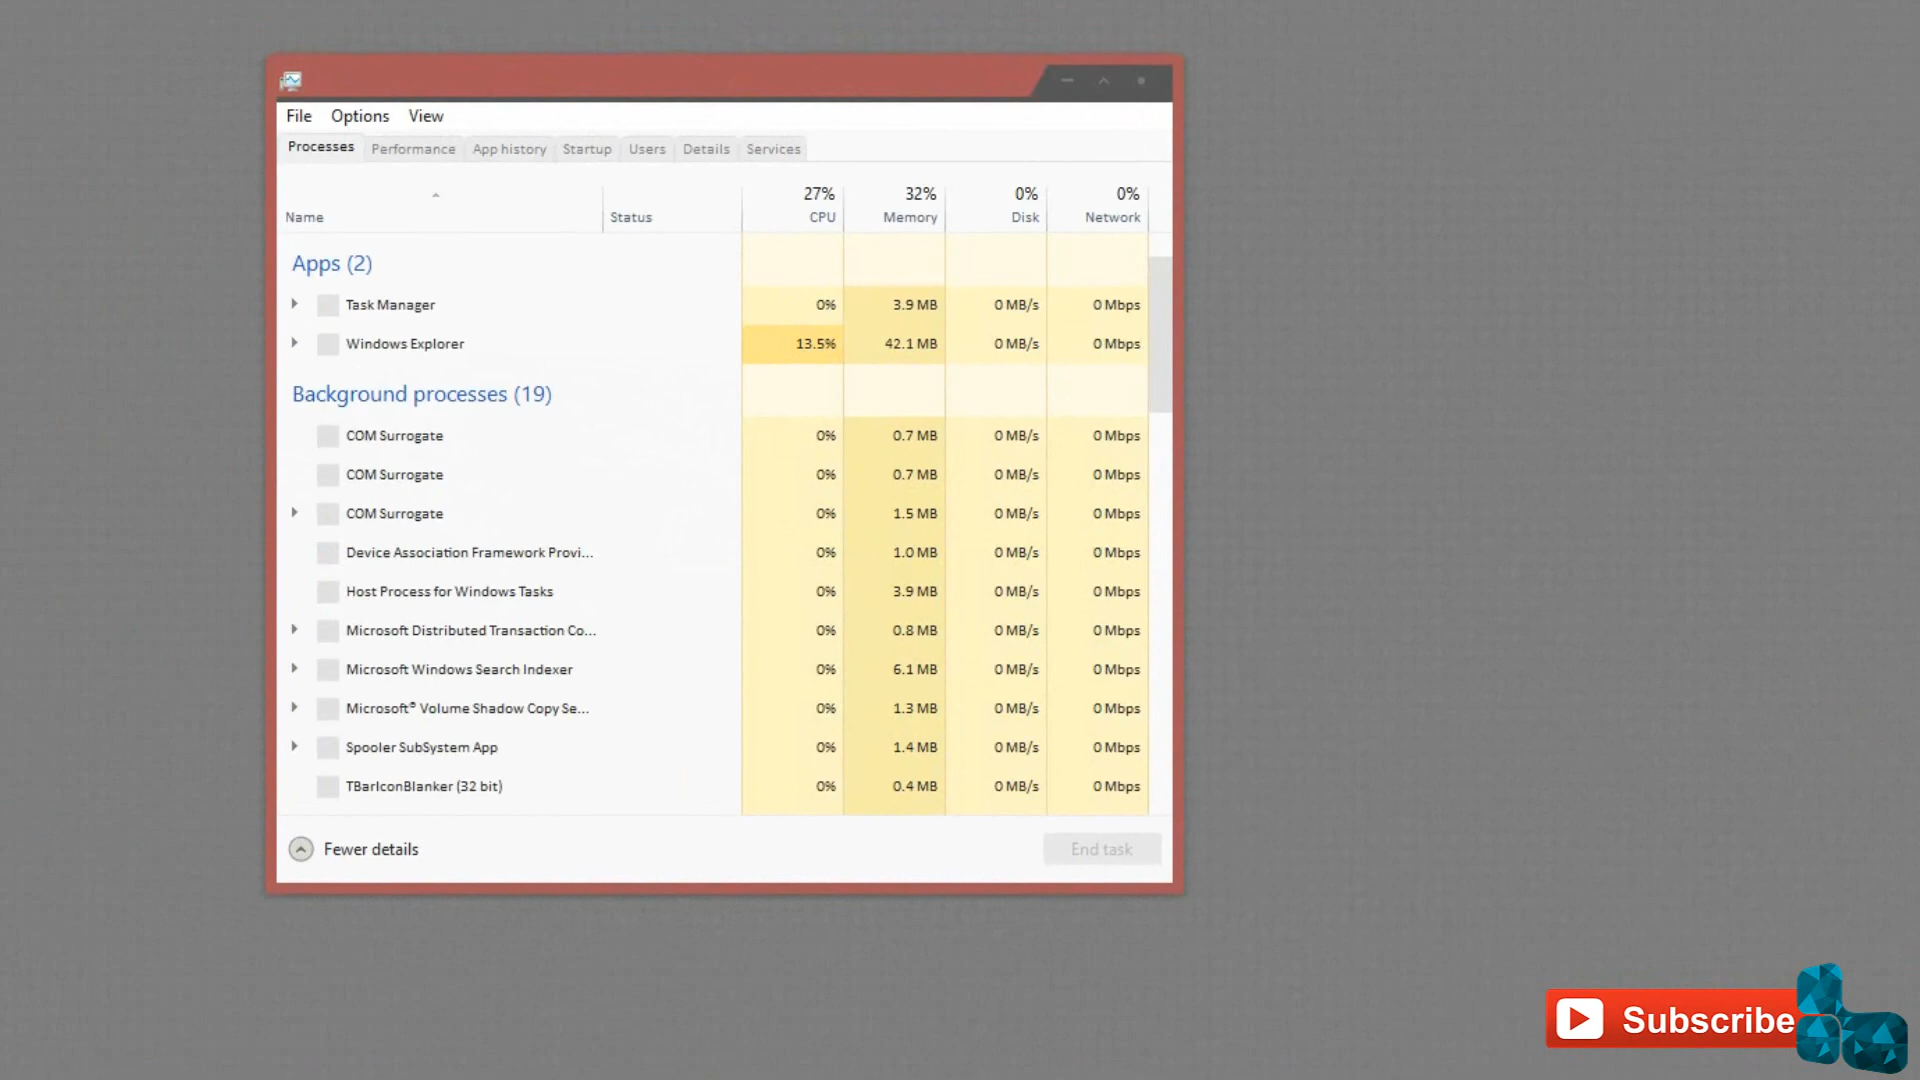 File Options View
Processes Performance App history Startup Users Details Services
27% 32% 0% 0%
Name Status CPU Memory Disk Network
Apps (2)
Task Manager 0% 3.9 MB 0 MB/s 0 Mbps
Windows Explorer 13.5% 42.1 MB 0 MB/s 0 Mbps
Background processes (19)
COM Surrogate 0% 0.7 MB 0 MB/s 0 Mbps
COM Surrogate 0% 0.7 MB 0 MB/s 0 Mbps
COM Surrogate 0% 1.5 MB 0 MB/s 0 Mbps
Device Association Framework Provi... 0% 1.0 MB 0 MB/s 0 Mbps
Host Process for Windows Tasks 0% 3.9 MB 0 MB/s 0 Mbps
Microsoft Distributed Transaction Co... 0% 0.8 MB 0 MB/s 0 Mbps
Microsoft Windows Search Indexer 0% 6.1 MB 0 MB/s 0 Mbps
Microsoft® Volume Shadow Copy Se... 0% 1.3 MB 0 MB/s 0 Mbps
Spooler SubSystem App 0% 1.4 MB 0 MB/s 0 Mbps
TBarIconBlanker (32 bit) 0% 0.4 MB 0 MB/s 0 Mbps
Fewer details End task
Subscribe